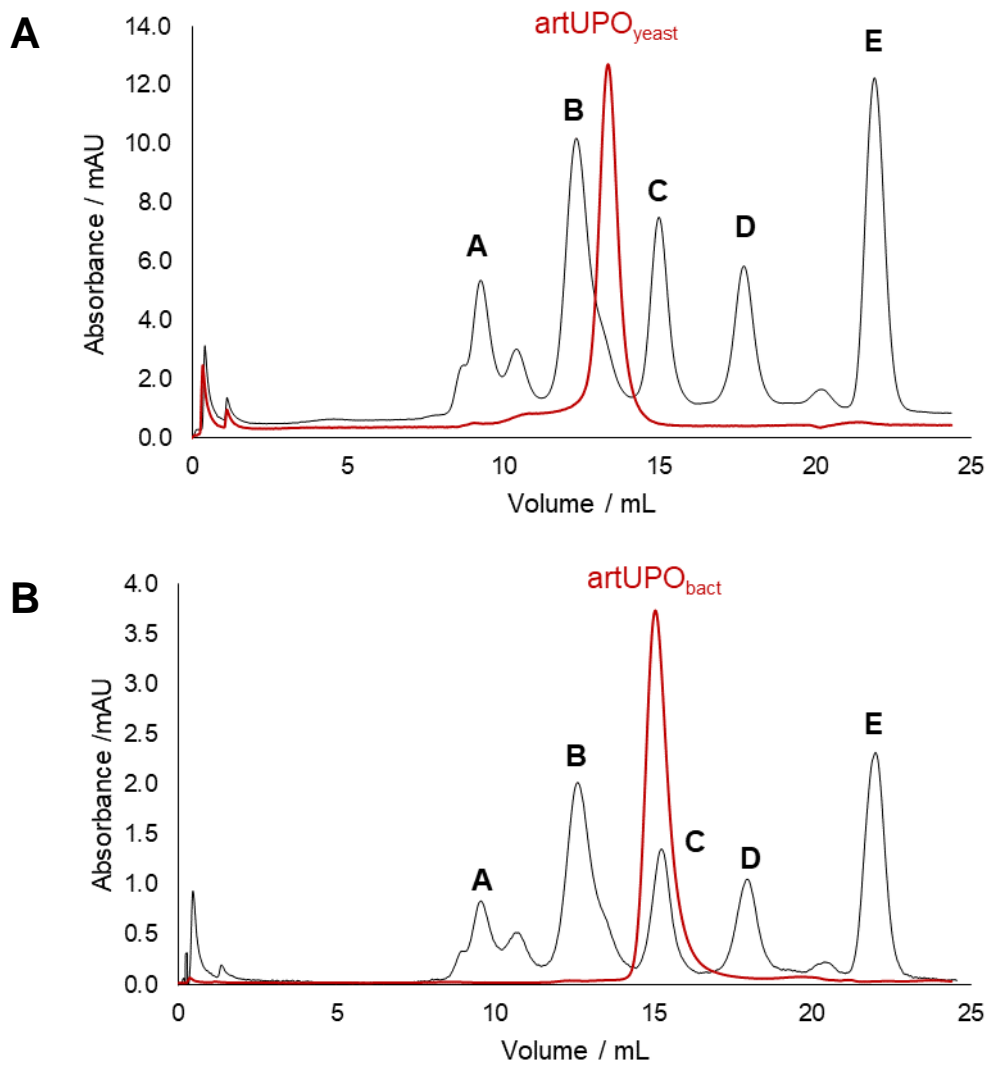 A
artUPOyeast
14.0
12.0
10.0
8.0
6.0
4.0
2.0
0.0
Absorbance / mAU
A
B
C
D
E
0
5
10
15
20
25
Volume / mL
B
artUPObact
4.0
3.5
3.0
2.5
2.0
1.5
1.0
0.5
0.0
Absorbance /mAU
A
B
C
D
E
0
5
10
15
20
25
Volume / mL